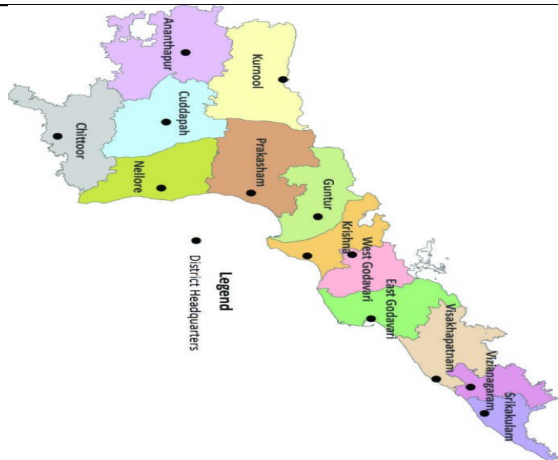 Srikakulam
Vizianagaram
Visakhapatnam
East Godavari
West Godavari
Krishna
Guntur
Prakasham
Kurnool
Nellore
Cuddapah
Ananthapur
Chittoor
Legend
District Headquarters